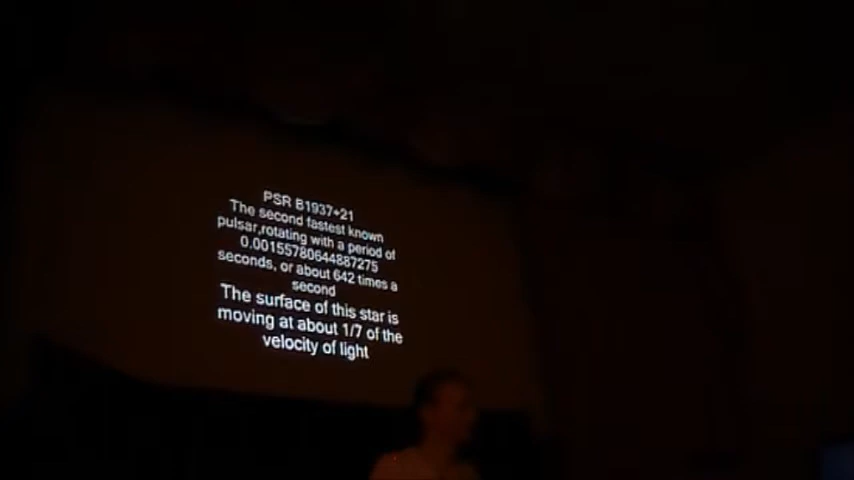 PSR B1937+21
The second fastest known
pulsar,rotating with a period of
0.00155780644887275
seconds, or about 642 times a
second
The surface of this star is
moving at about 1/7 of the
velocity of light